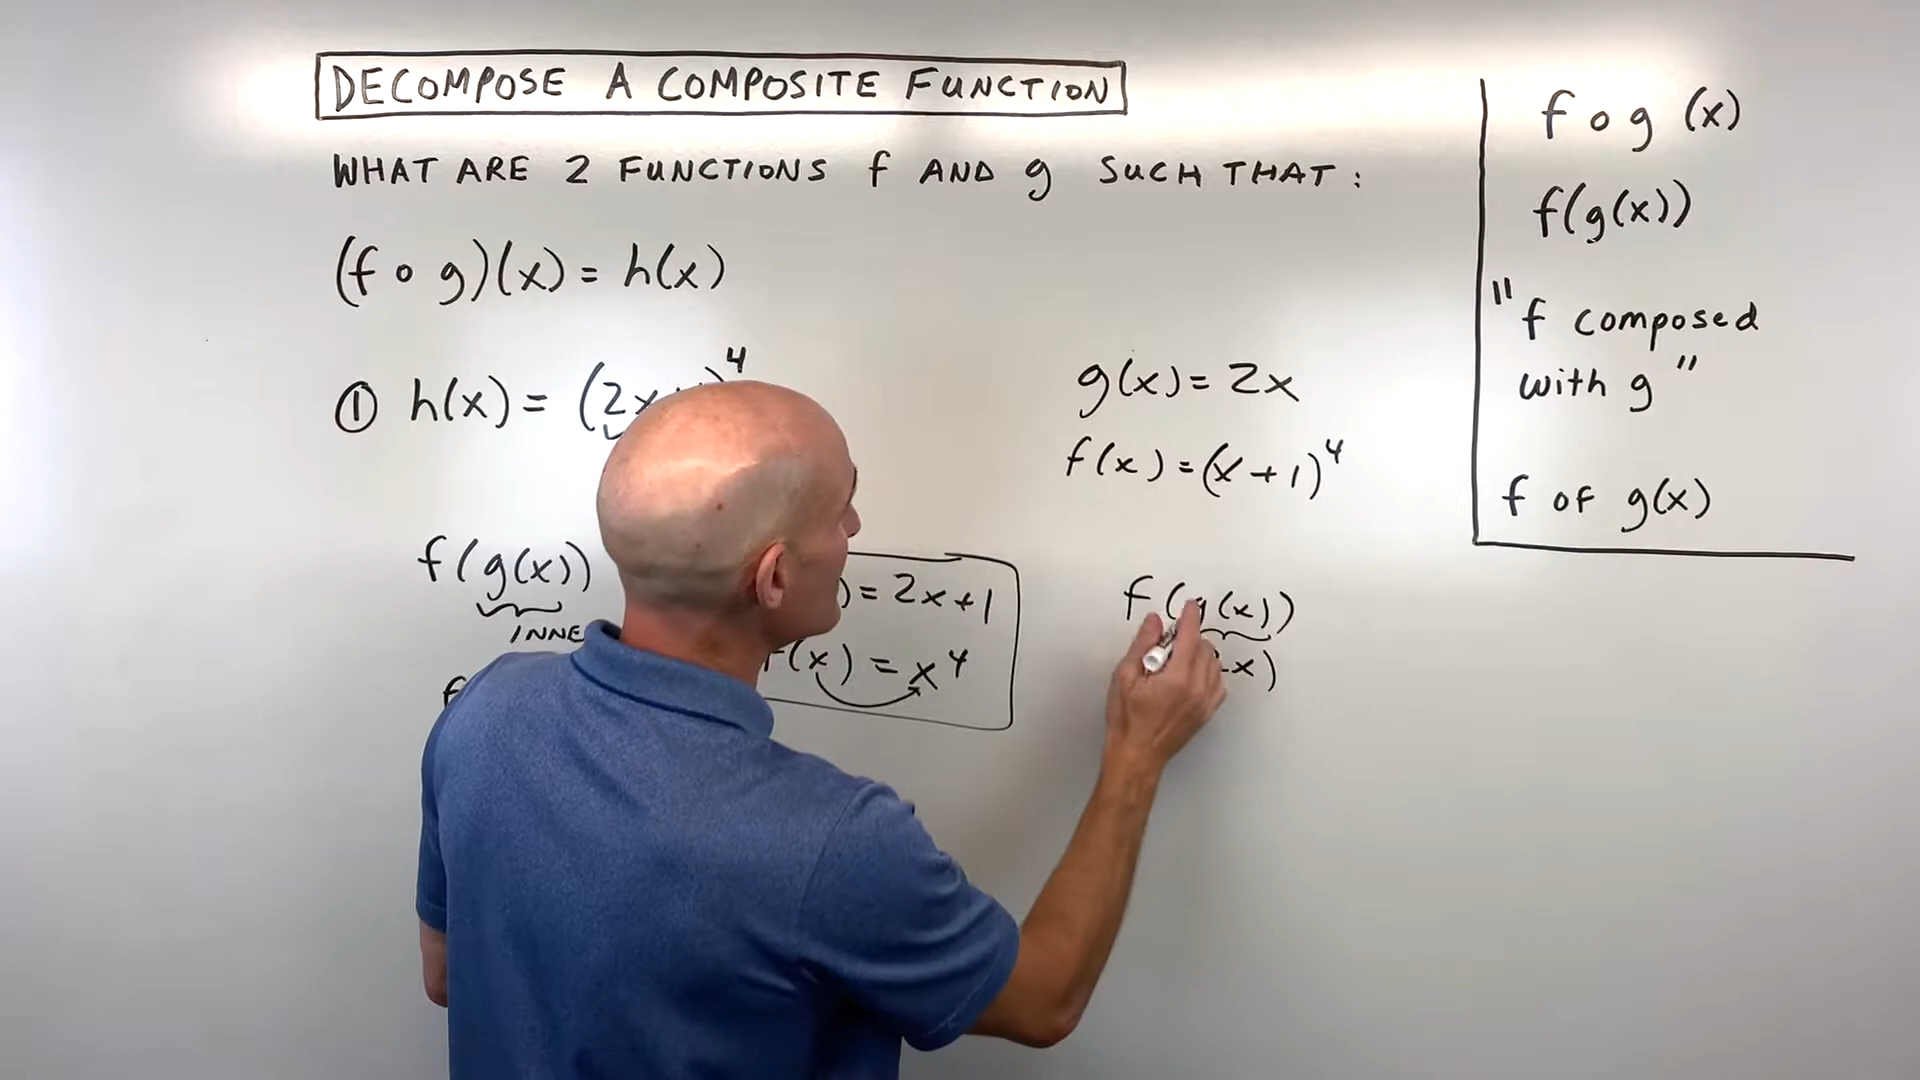 DECOMPOSE A COMPOSITE FUNCTION
WHAT ARE 2 FUNCTIONS f AND g SUCH THAT:
(f ∘ g)(x) = h(x)
① h(x) = (2x )⁴
f(g(x))
INNE
) = 2x+1
f(x) = x⁴
g(x) = 2x
f(x) = (x+1)⁴
f(g(x))
2x)
f ∘ g (x)
f(g(x))
"f composed
with g"
f OF g(x)